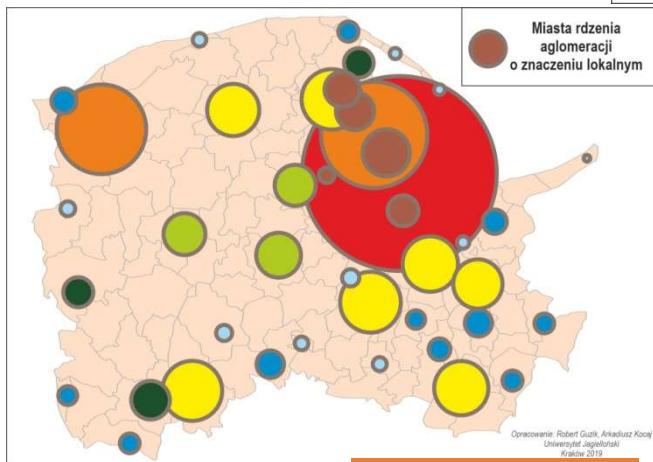 Miasta rdzenia
aglomeracji
o znaczeniu lokalnym
Opracowanie: Robert Guzik, Arkadiusz Kocaj
Uniwersytet Jagielloński
Kraków 2019